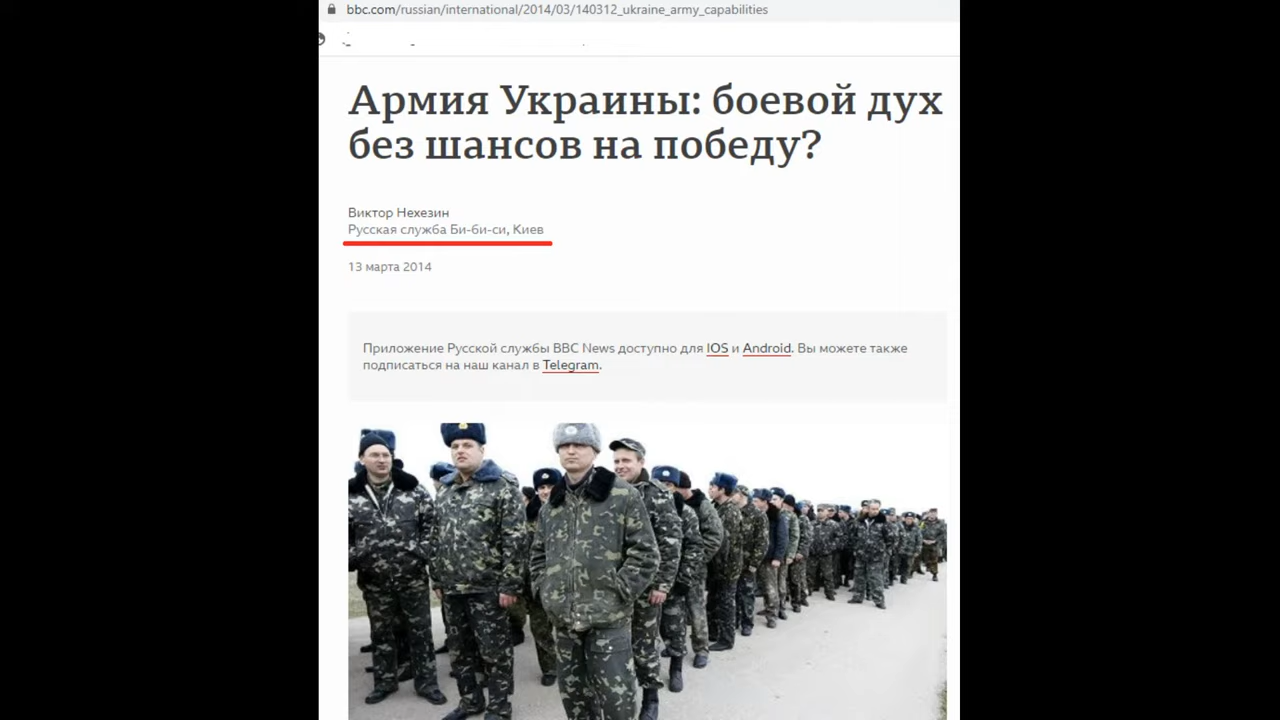 bbc.com/russian/international/2014/03/140312_ukraine_army_capabilities
Армия Украины: боевой дух
без шансов на победу?
Виктор Нехезин
Русская служба Би-би-си, Киев
13 марта 2014
Приложение Русской службы BBC News доступно для IOS и Android. Вы можете также
подписаться на наш канал в Telegram.